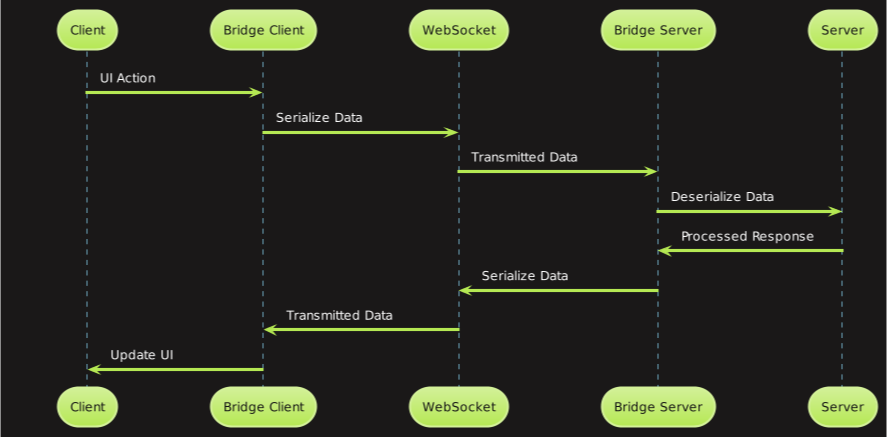 Client Bridge Client WebSocket Bridge Server Server
UI Action
Serialize Data
Transmitted Data
Deserialize Data
Processed Response
Serialize Data
Transmitted Data
Update UI
Client Bridge Client WebSocket Bridge Server Server